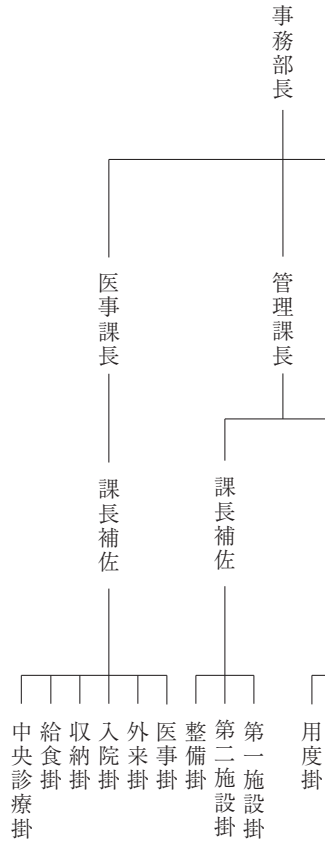 事務部長
管理課長
医事課長
課長補佐
課長補佐
用度掛
第一施設掛
第二施設掛
整備掛
医事掛
外来掛
入院掛
収納掛
給食掛
中央診療掛